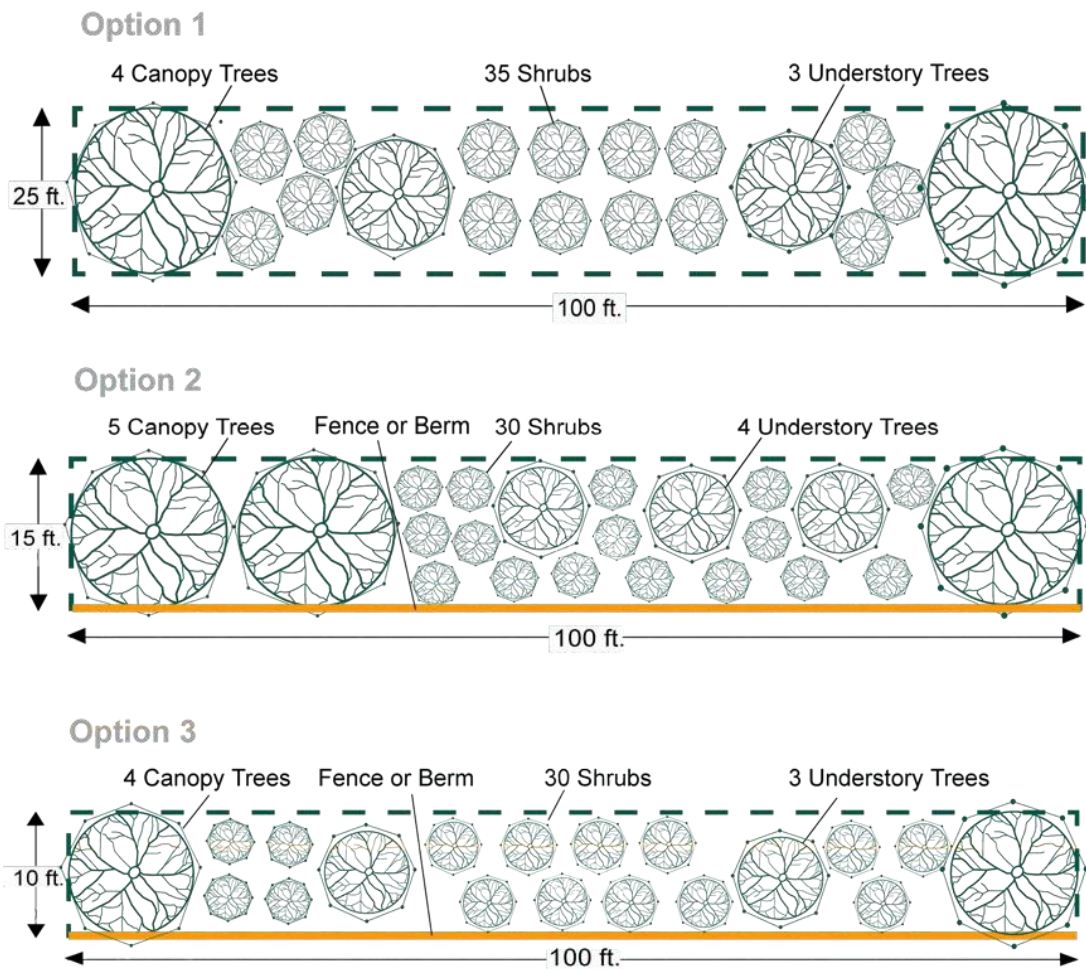 Option 1
4 Canopy Trees
35 Shrubs
3 Understory Trees
25 ft.
100 ft.
Option 2
5 Canopy Trees
Fence or Berm
30 Shrubs
4 Understory Trees
15 ft.
100 ft.
Option 3
4 Canopy Trees
Fence or Berm
30 Shrubs
3 Understory Trees
10 ft.
100 ft.